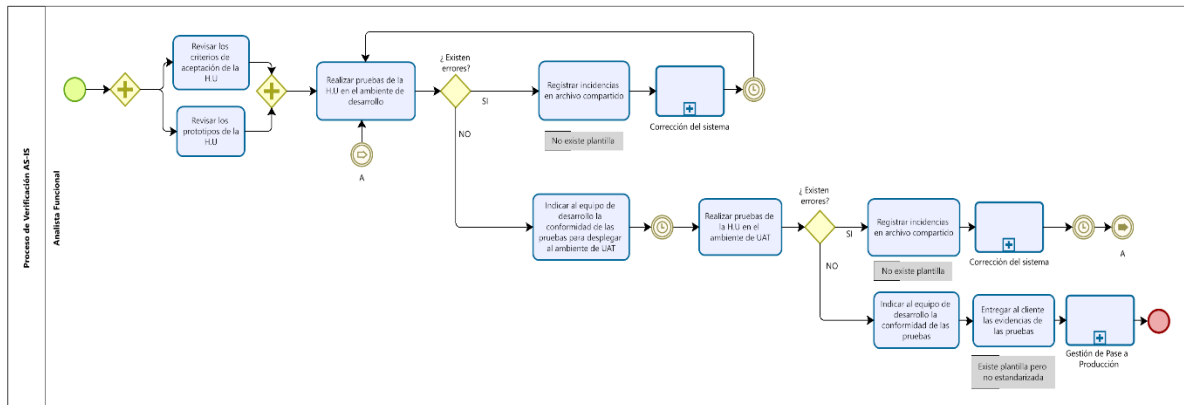 Proceso de Verificación AS-IS
Analista Funcional
Revisar los
criterios de
aceptación de la
H.U
Revisar los
prototipos de la
H.U
Realizar pruebas de la
H.U en el ambiente de
desarrollo
A
¿ Existen
errores?
SI
NO
Registrar incidencias
en archivo compartido
No existe plantilla
Corrección del sistema
Indicar al equipo de
desarrollo la
conformidad de las
pruebas para desplegar
al ambiente de UAT
Realizar pruebas de
la H.U en el
ambiente de UAT
¿ Existen
errores?
SI
NO
Registrar incidencias
en archivo compartido
No existe plantilla
Corrección del sistema
A
Indicar al equipo de
desarrollo la
conformidad de las
pruebas
Entregar al cliente
las evidencias de
las pruebas
Existe plantilla pero
no estandarizada
Gestión de Pase a
Producción